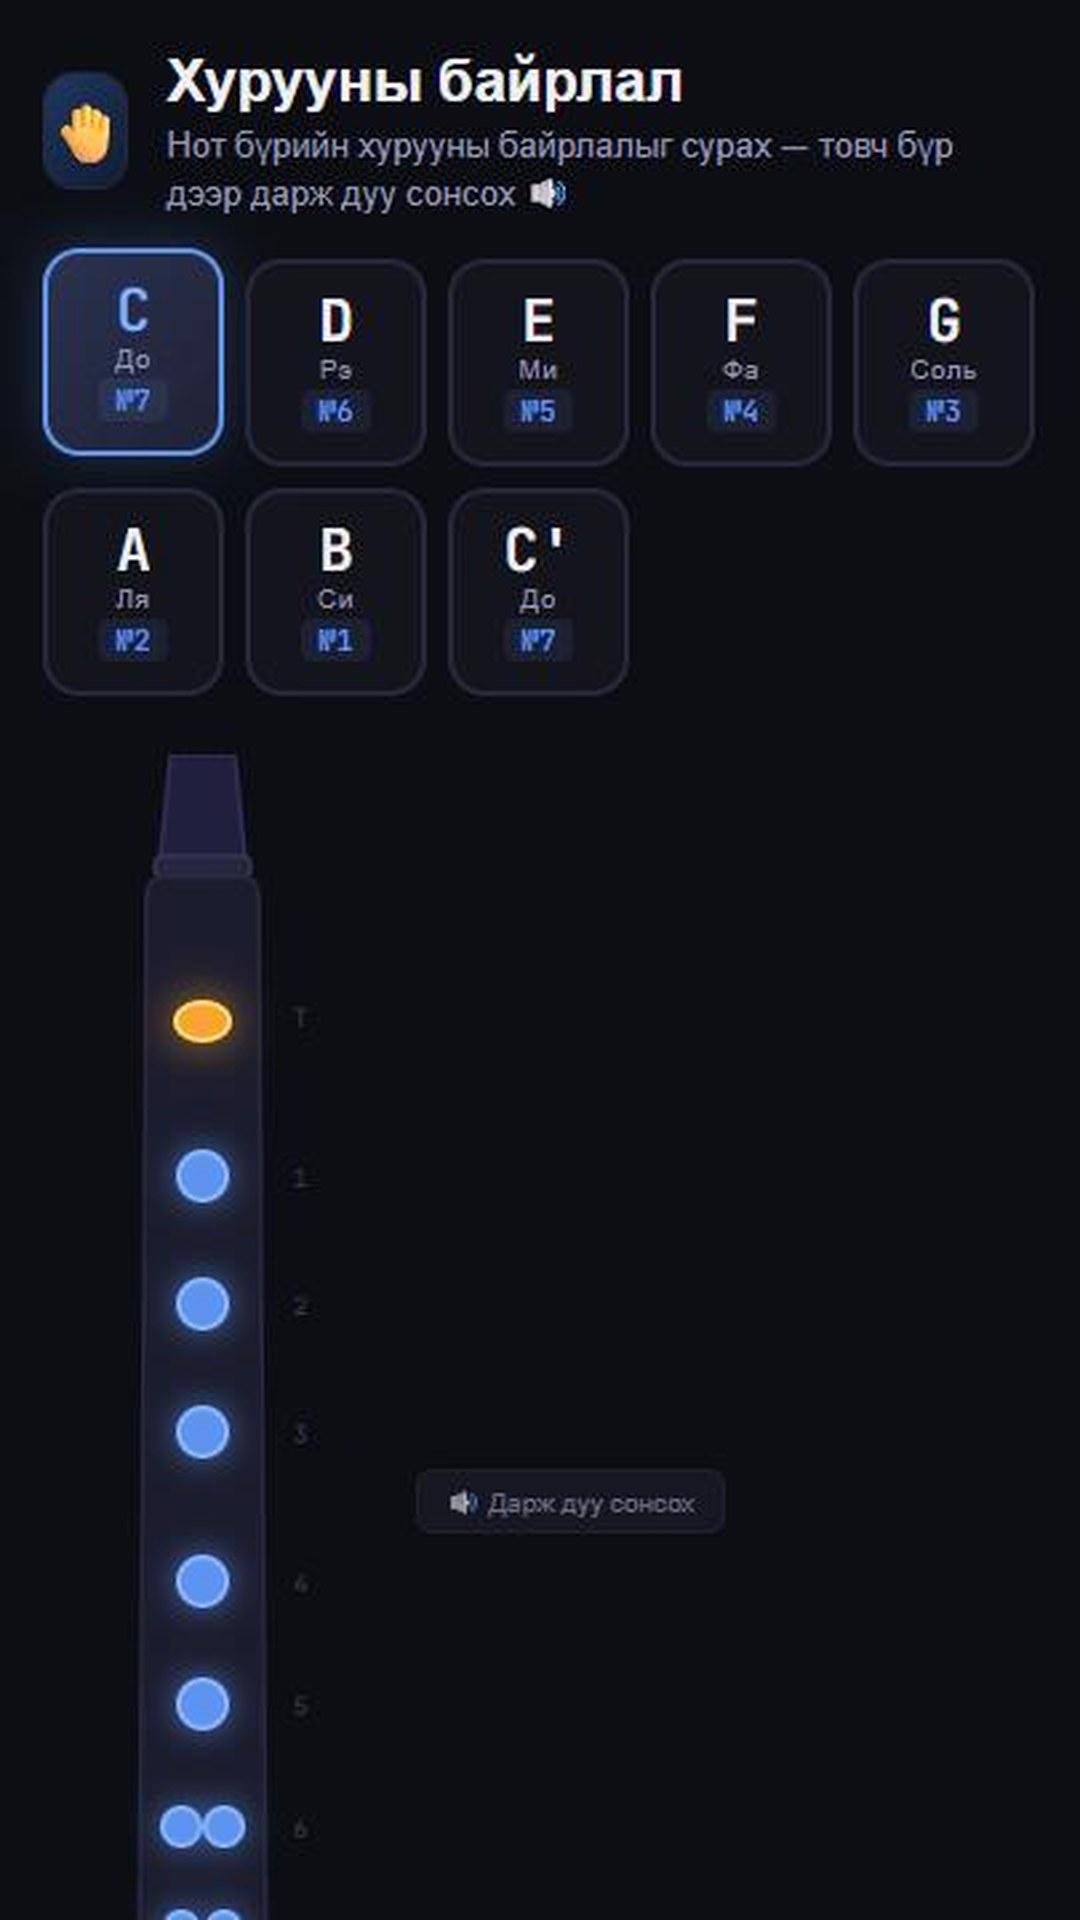 Хурууны байрлал
Нот бүрийн хурууны байрлалыг сурах — товч бүр
дээр дарж дуу сонсох
C
До
№7
D
Рэ
№6
E
Ми
№5
F
Фа
№4
G
Соль
№3
A
Ля
№2
B
Си
№1
C'
До
№7
T
1
2
3
Дарж дуу сонсох
4
5
6